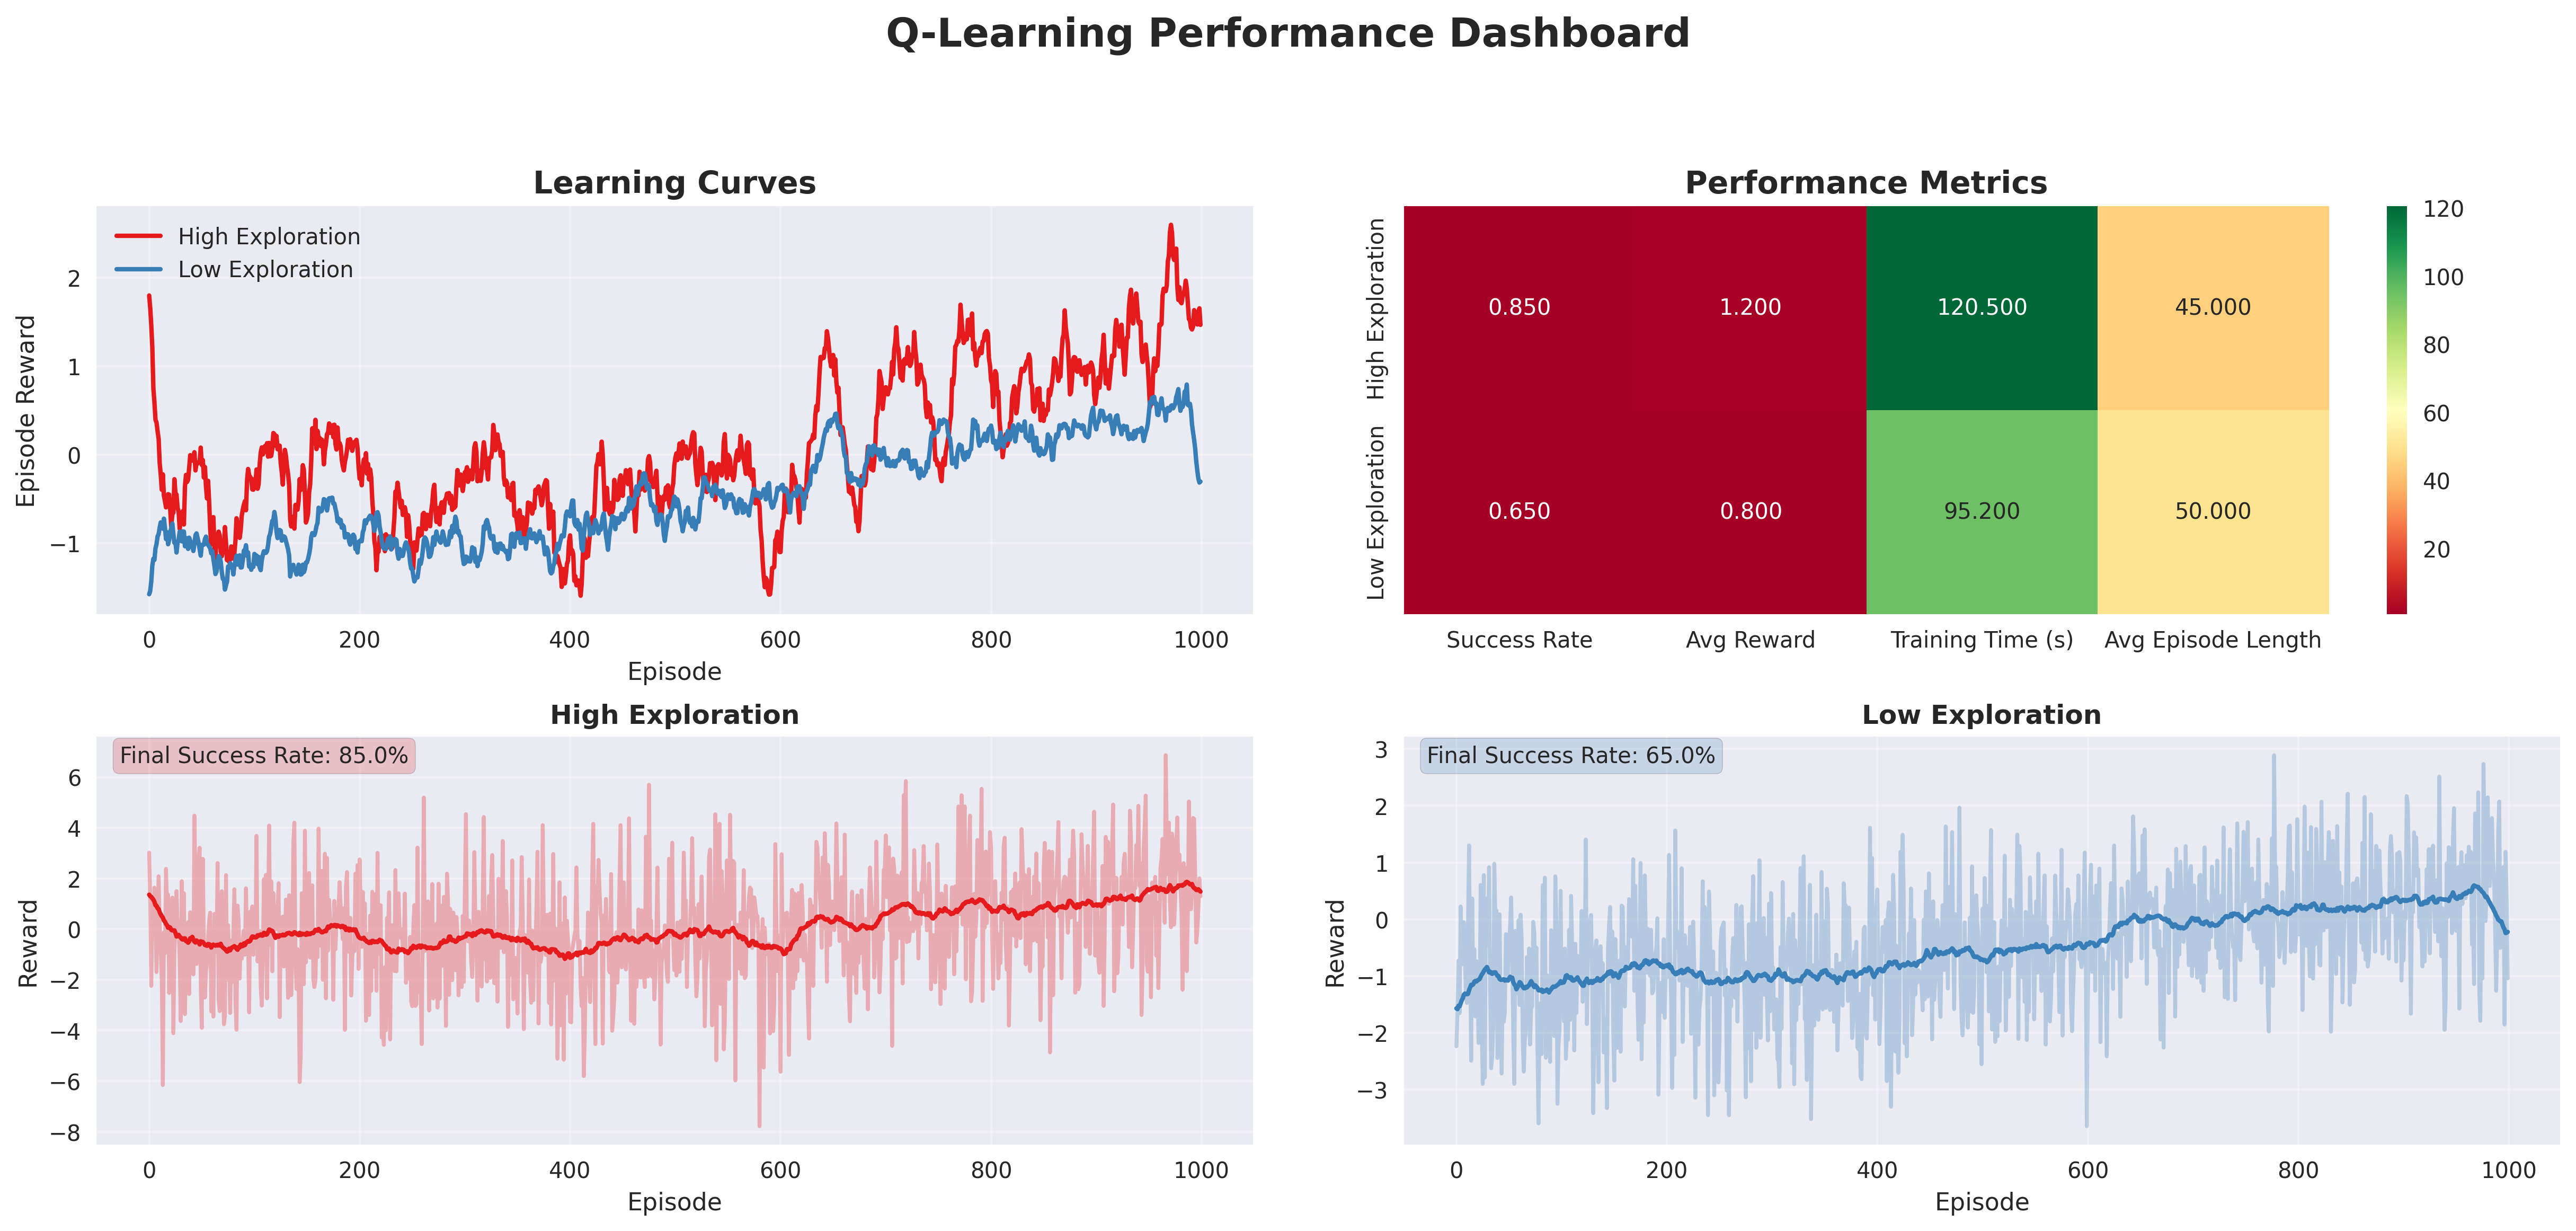 Q-Learning Performance Dashboard
Learning Curves
High Exploration
Low Exploration
Episode Reward
2
1
0
−1
0 200 400 600 800 1000
Episode
Performance Metrics
High Exploration
Low Exploration
0.850 1.200 120.500 45.000
0.650 0.800 95.200 50.000
Success Rate Avg Reward Training Time (s) Avg Episode Length
120
100
80
60
40
20
High Exploration
Final Success Rate: 85.0%
Reward
6
4
2
0
−2
−4
−6
−8
0 200 400 600 800 1000
Episode
Low Exploration
Final Success Rate: 65.0%
Reward
3
2
1
0
−1
−2
−3
0 200 400 600 800 1000
Episode